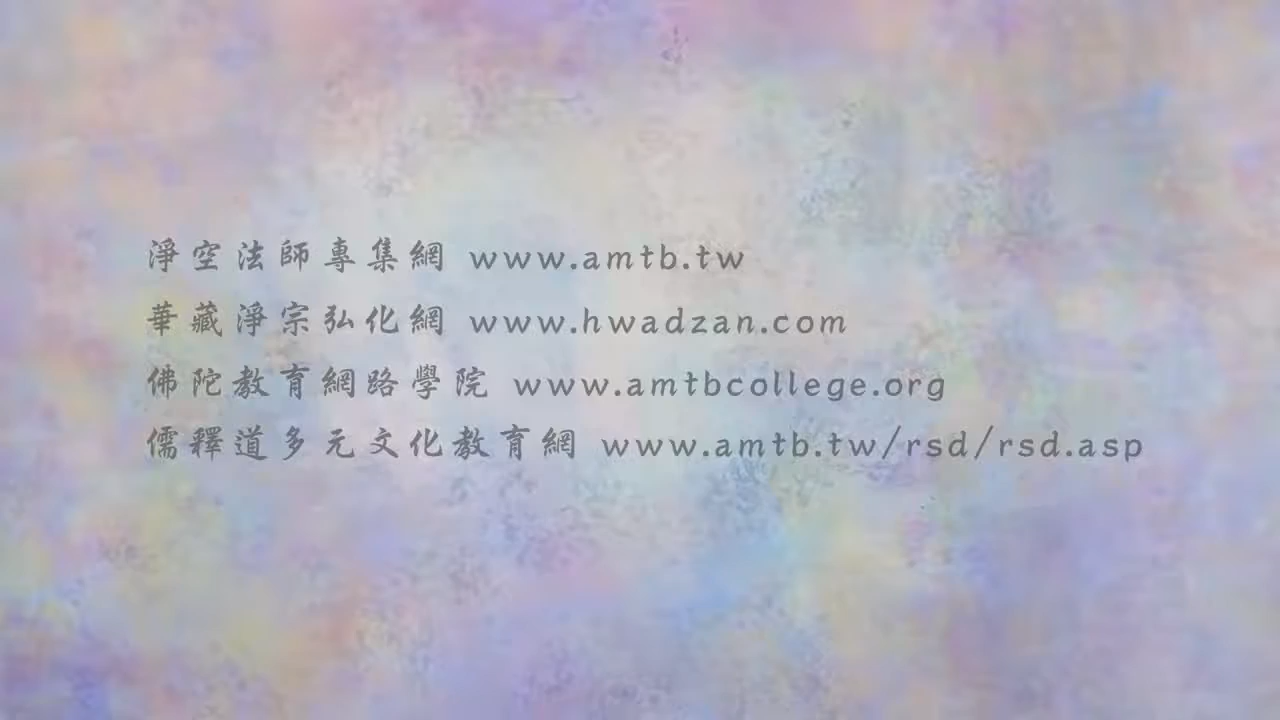 淨空法師專集網 www.amtb.tw
華藏淨宗弘化網 www.hwadzan.com
佛陀教育網路學院 www.amtbcollege.org
儒釋道多元文化教育網 www.amtb.tw/rsd/rsd.asp